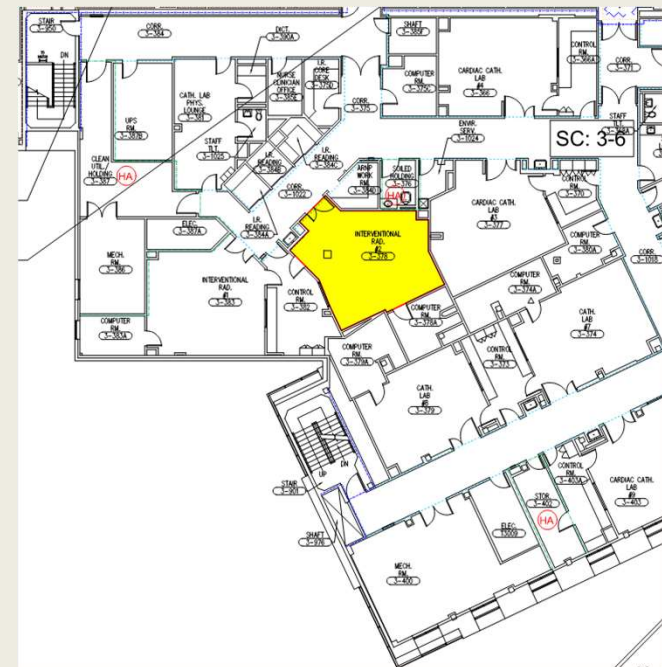 STAIR
3-950
DN
CORR.
3-384
DICT.
3-390A
SHAFT
3-385F
CONTROL
RM.
3-366A
CARDIAC CATH.
LAB
#4
3-366
CORR.
3-371
NURSE
CLINICIAN
OFFICE
3-385E
I.R.
CORE
DESK
3-375D
COMPUTER
RM.
3-375C
CATH. LAB
PHYS.
LOUNGE
3-381
UPS
RM.
3-387B
CORR.
3-375
ENVIR.
SERV.
3-1024
STAFF
TLT.
SC: 3-6
STAFF
TLT.
3-1025
I.R.
READING
3-384B
I.R.
READING
3-384C
CLEAN
UTIL.
HOLDING
3-387
HA
ARNP
WORK
RM.
3-384D
SOILED
HOLDING
3-376
HA
CONTROL
RM.
3-370
CORR.
3-1022
I.R.
READING
3-384A
CARDIAC CATH.
LAB
#3
3-377
ELEC.
3-387A
INTERVENTIONAL
RAD.
#2
3-378
COMPUTER
RM.
3-380A
CORR.
3-1018
MECH.
RM.
3-386
INTERVENTIONAL
RAD.
#1
3-383
COMPUTER
RM.
3-374A
CONTROL
RM.
3-382
COMPUTER
RM.
3-378A
CATH.
LAB
#7
3-374
COMPUTER
RM.
3-383A
COMPUTER
RM.
3-379A
CONTROL
RM.
3-373
CATH.
LAB
#8
3-379
UP
DN
STAIR
3-901
CONTROL
RM.
3-403A
CARDIAC CATH.
LAB
#9
3-403
STOR.
3-402
HA
SHAFT
3-976
ELEC.
13009
MECH.
RM.
3-400